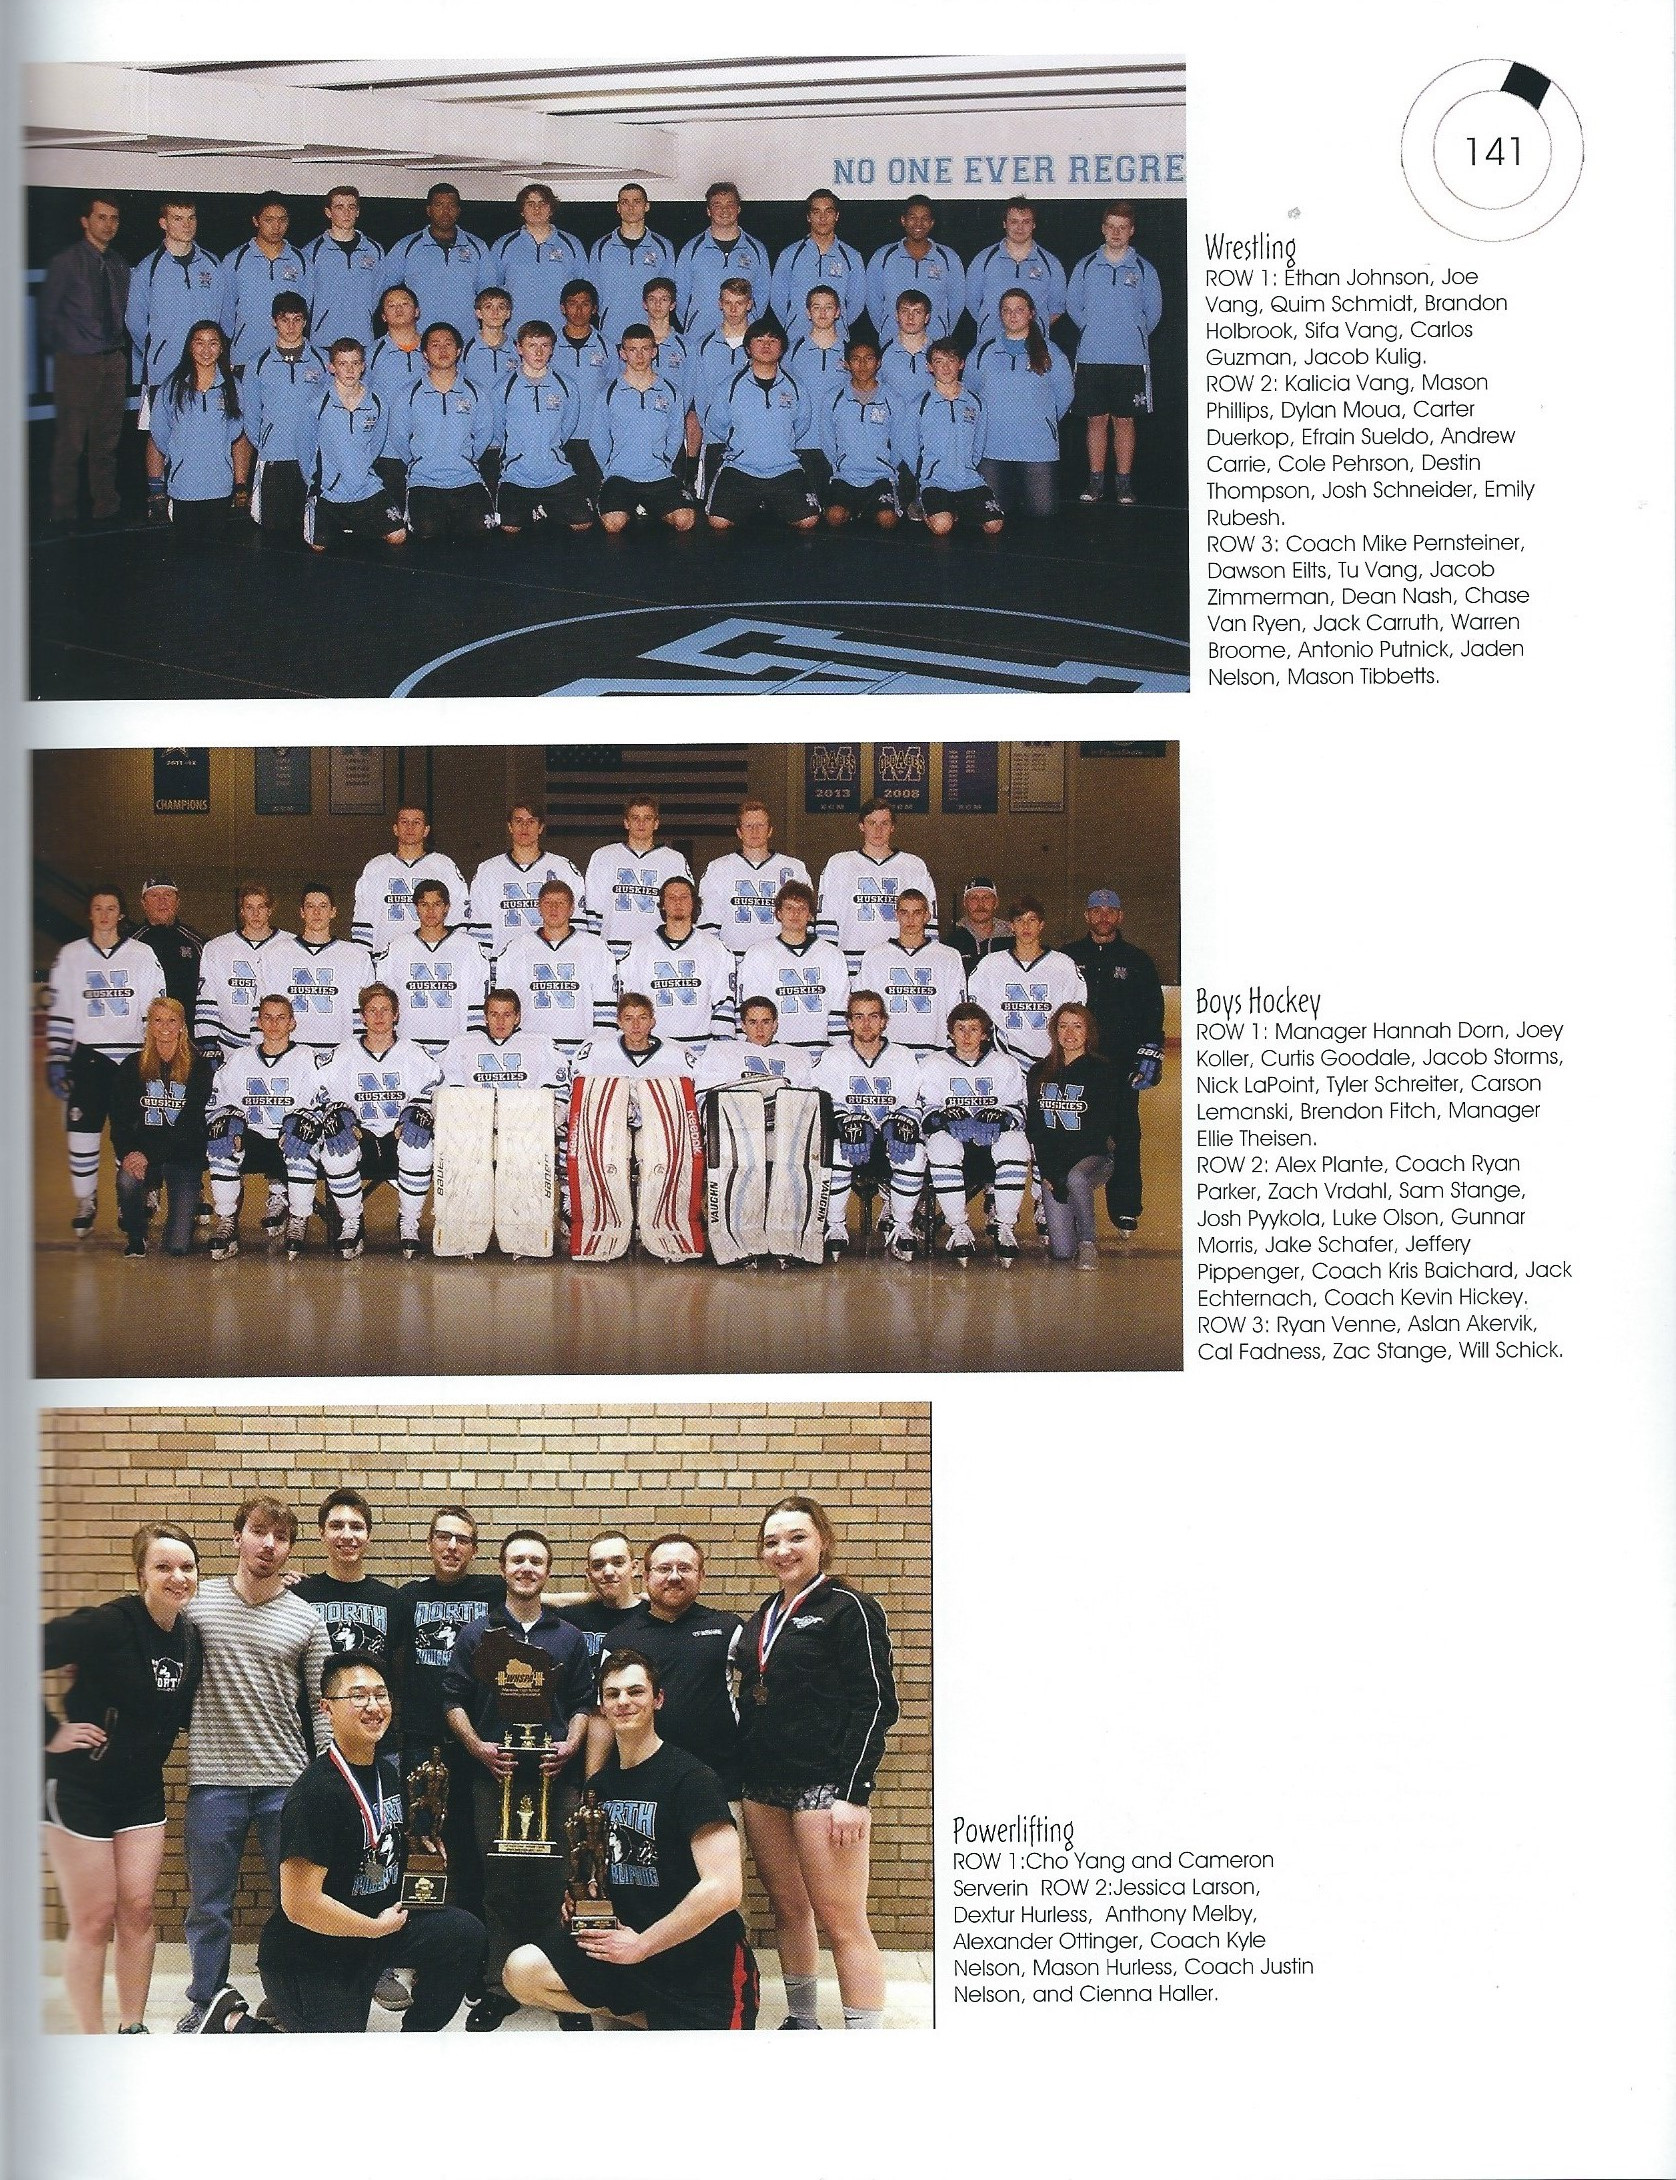 141
NO ONE EVER REGRE
Wrestling
ROW 1: Ethan Johnson, Joe
Vang, Quim Schmidt, Brandon
Holbrook, Sifa Vang, Carlos
Guzman, Jacob Kulig.
ROW 2: Kalicia Vang, Mason
Phillips, Dylan Moua, Carter
Duerkop, Efrain Sueldo, Andrew
Carrie, Cole Pehrson, Destin
Thompson, Josh Schneider, Emily
Rubesh.
ROW 3: Coach Mike Pernsteiner,
Dawson Eilts, Tu Vang, Jacob
Zimmerman, Dean Nash, Chase
Van Ryen, Jack Carruth, Warren
Broome, Antonio Putnick, Jaden
Nelson, Mason Tibbetts.
CHAMPIONS
2013
2008
N
HUSKIES
BAUER
Reebok
VAUGHN
VAUGHN
Boys Hockey
ROW 1: Manager Hannah Dorn, Joey
Koller, Curtis Goodale, Jacob Storms,
Nick LaPoint, Tyler Schreiter, Carson
Lemanski, Brendon Fitch, Manager
Ellie Theisen.
ROW 2: Alex Plante, Coach Ryan
Parker, Zach Vrdahl, Sam Stange,
Josh Pyykola, Luke Olson, Gunnar
Morris, Jake Schafer, Jeffery
Pippenger, Coach Kris Baichard, Jack
Echternach, Coach Kevin Hickey.
ROW 3: Ryan Venne, Aslan Akervik,
Cal Fadness, Zac Stange, Will Schick.
NORTH
NORTH
WHSPA
Powerlifting
ROW 1:Cho Yang and Cameron
Serverin ROW 2:Jessica Larson,
Dextur Hurless, Anthony Melby,
Alexander Ottinger, Coach Kyle
Nelson, Mason Hurless, Coach Justin
Nelson, and Cienna Haller.